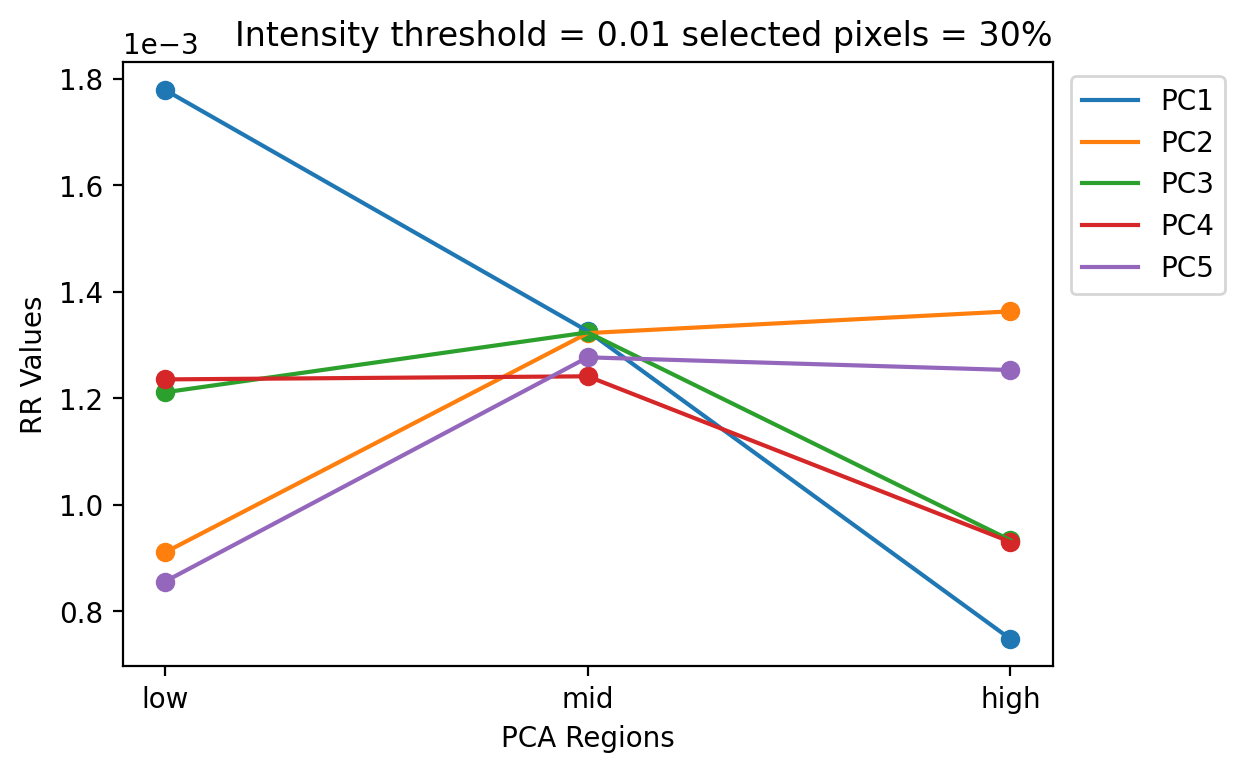 Intensity threshold = 0.01 selected pixels = 30%
1e−3
1.8
1.6
1.4
1.2
1.0
0.8
RR Values
low
mid
high
PCA Regions
PC1
PC2
PC3
PC4
PC5